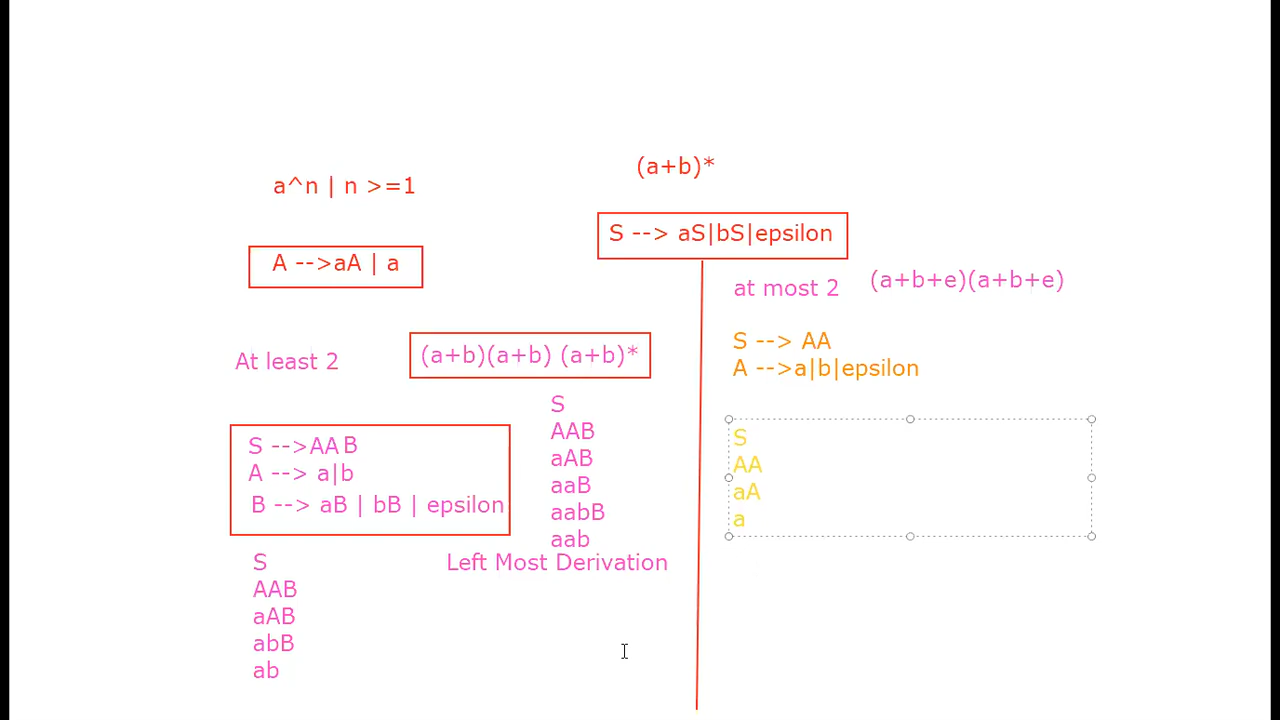 a^n | n >=1
A -->aA | a
(a+b)*
S --> aS|bS|epsilon
At least 2
(a+b)(a+b) (a+b)*
S -->AA B
A --> a|b
B --> aB | bB | epsilon
S
AAB
aAB
abB
ab
S
AAB
aAB
aaB
aabB
aab
Left Most Derivation
at most 2
(a+b+e)(a+b+e)
S --> AA
A -->a|b|epsilon
S
AA
aA
a